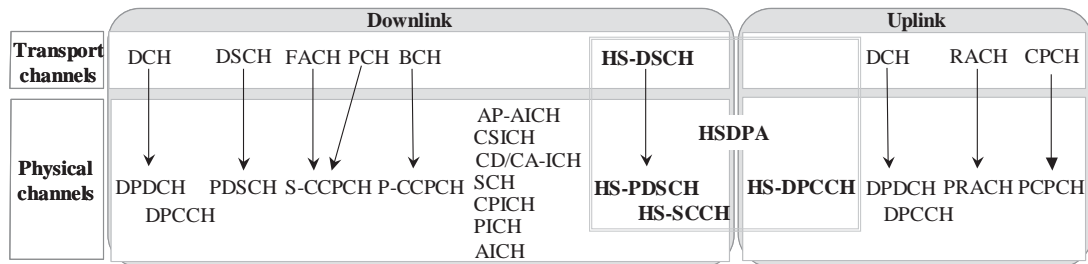 Downlink Uplink
Transport channels
DCH DSCH FACH PCH BCH HS-DSCH DCH RACH CPCH
Physical channels
AP-AICH
CSICH
CD/CA-ICH
SCH
CPICH
PICH
AICH
HSDPA
DPDCH PDSCH S-CCPCH P-CCPCH HS-PDSCH HS-DPCCH DPDCH PRACH PCPCH
DPCCH HS-SCCH DPCCH